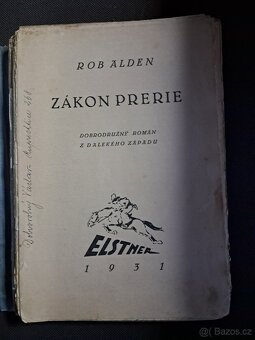 ROB ALDEN
ZÁKON PRERIE
DOBRODRUŽNÝ ROMÁN
Z DALEKÉHO ZÁPADU
ELSTNER
1931
Bazos.cz